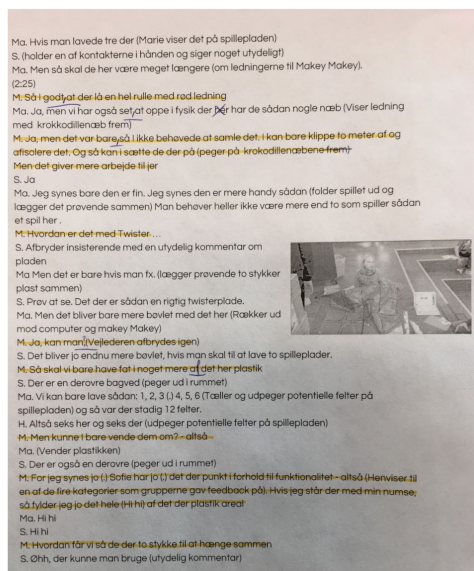 Ma. Hvis man lavede tre der (Marie viser det på spillepladen)
S. (holder en af kontakterne i hånden og siger noget utydeligt)
Ma. Men så skal de her være meget længere (om ledningerne til Makey Makey).
(2:25)
M. Så I godt, at der lå en hel rulle med rød ledning
Ma. Ja, men vi har også set, at oppe i fysik der har de sådan nogle næb (Viser ledning
med krokkodillenæb frem)
M. Ja, men det var bare, så I ikke behøvede at samle det. I kan bare klippe to meter af og
afisolere det. Og så kan i sætte de der på (peger på krokodillenæbene frem)
Men det giver mere arbejde til jer
S. Ja
Ma. Jeg synes bare den er fin. Jeg synes den er mere handy sådan (folder spillet ud og
lægger det prøvende sammen) Man behøver heller ikke være mere end to som spiller sådan
et spil her .
M. Hvordan er det med Twister ...
S. Afbryder insisterende med en utydelig kommentar om
pladen
Ma Men det er bare hvis man fx. (lægger prøvende to stykker
plast sammen)
S. Prøv at se. Det der er sådan en rigtig twisterplade.
Ma. Men det bliver bare mere bøvlet med det her (Rækker ud
mod computer og makey Makey)
M. Ja, kan man! (Vejlederen afbrydes igen)
S. Det bliver jo endnu mere bøvlet, hvis man skal til at lave to spilleplader.
M. Så skal vi bare have fat i noget mere af det her plastik
S. Der er en derovre bagved (peger ud i rummet)
Ma. Vi kan bare lave sådan: 1, 2, 3 (.) 4, 5, 6 (Tæller og udpeger potentielle felter på
spillepladen) og så var der stadig 12 felter.
H. Altså seks her og seks der (udpeger potentielle felter på spillepladen)
M. Men kunne I bare vende dem om? - altså
Ma. (Vender plastikken)
S. Der er også en derovre (peger ud i rummet)
M. For jeg synes jo (.) Sofie har jo (.) det der punkt i forhold til funktionalitet - altså (Henviser til
en af de fire kategorier som grupperne gav feedback på). Hvis jeg står der med min numse,
så fylder jeg jo det hele (Hi hi) af det der plastik areal
Ma. Hi hi
S. Hi hi
M. Hvordan får vi så de der to stykke til at hænge sammen
S. Øhh, der kunne man bruge (utydelig kommentar)